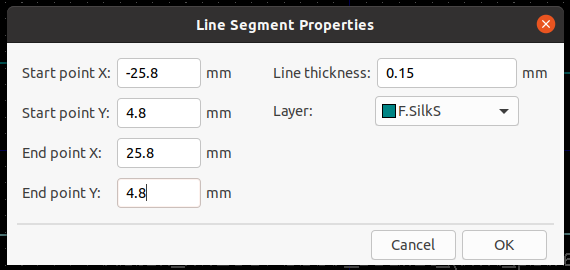 Line Segment Properties
Start point X: -25.8 mm Line thickness: 0.15 mm
Start point Y: 4.8 mm Layer: F.SilkS
End point X: 25.8 mm
End point Y: 4.8 mm
Cancel OK